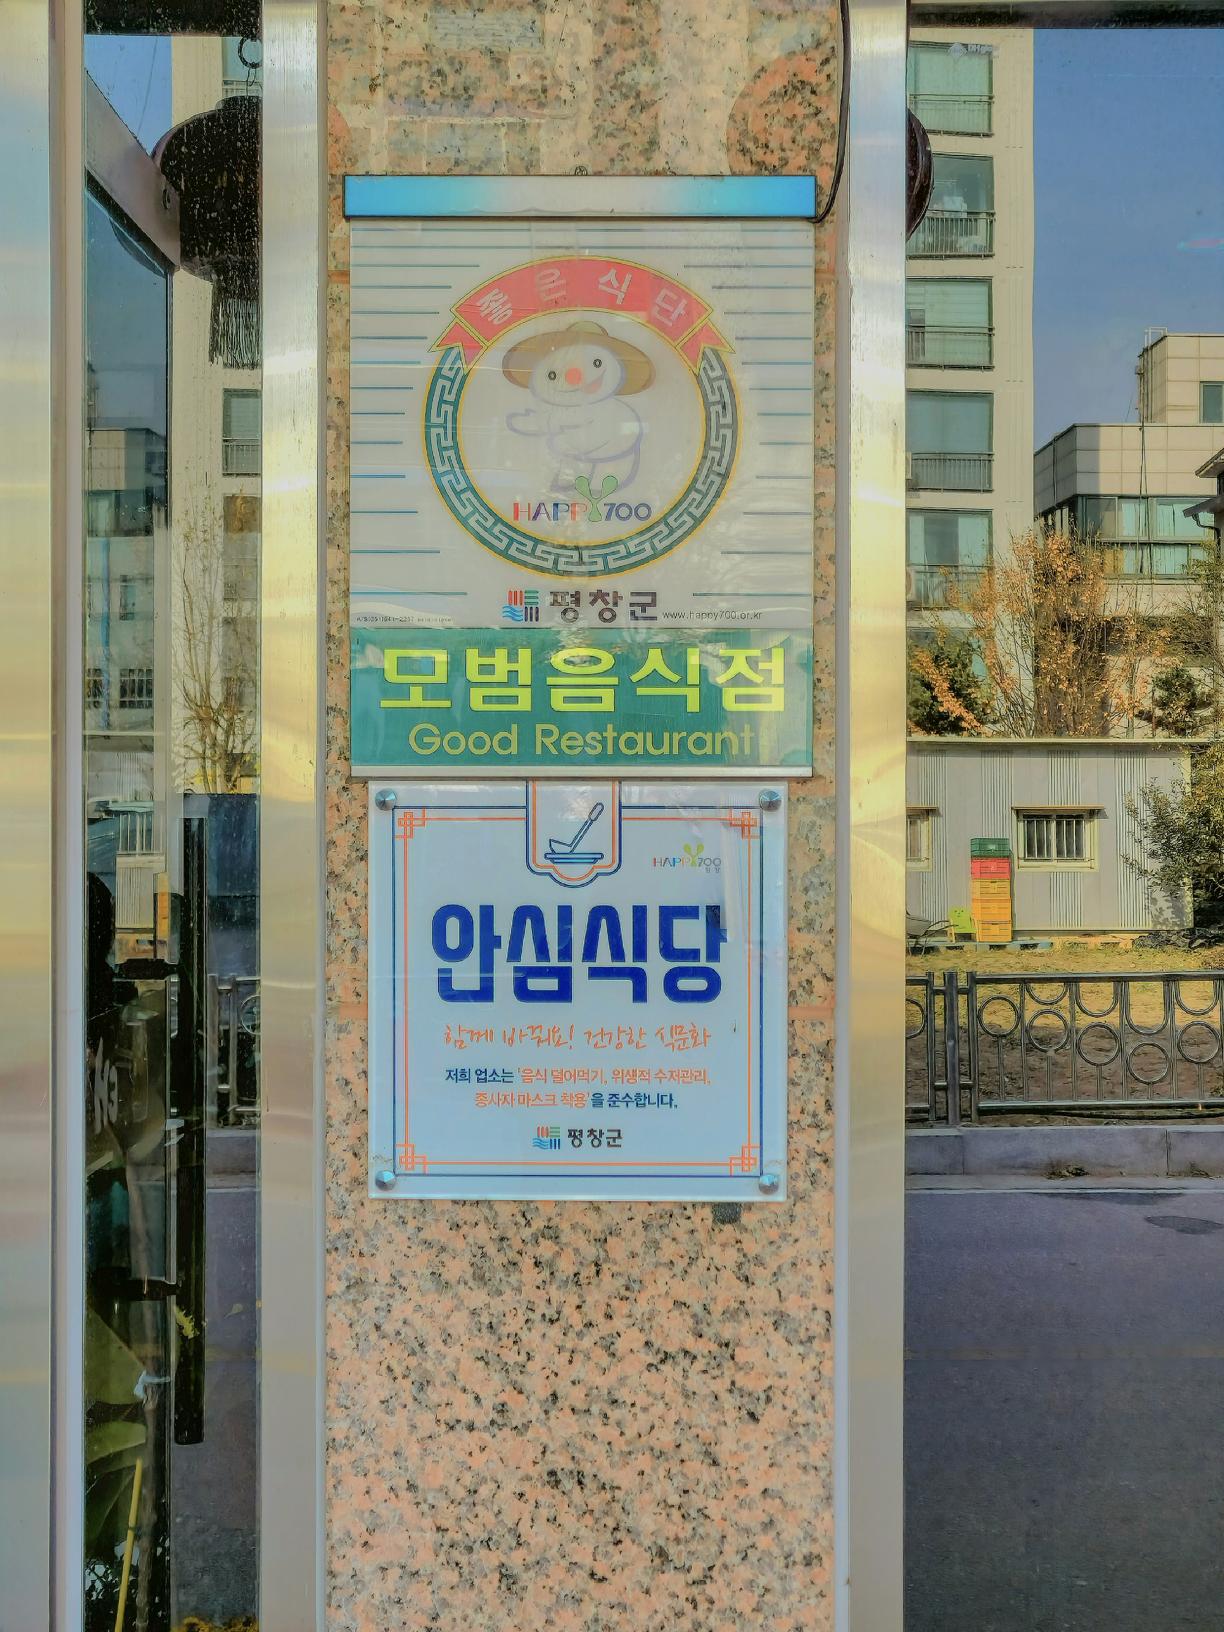 좋은식단
HAPPY700
평창군 www.happy700.or.kr
모범음식점
Good Restaurant
HAPPY700
평창
안심식당
함께 바꿔요! 건강한 식문화
저희 업소는 '음식 덜어먹기, 위생적 수저관리,
종사자 마스크 착용'을 준수합니다.
평창군